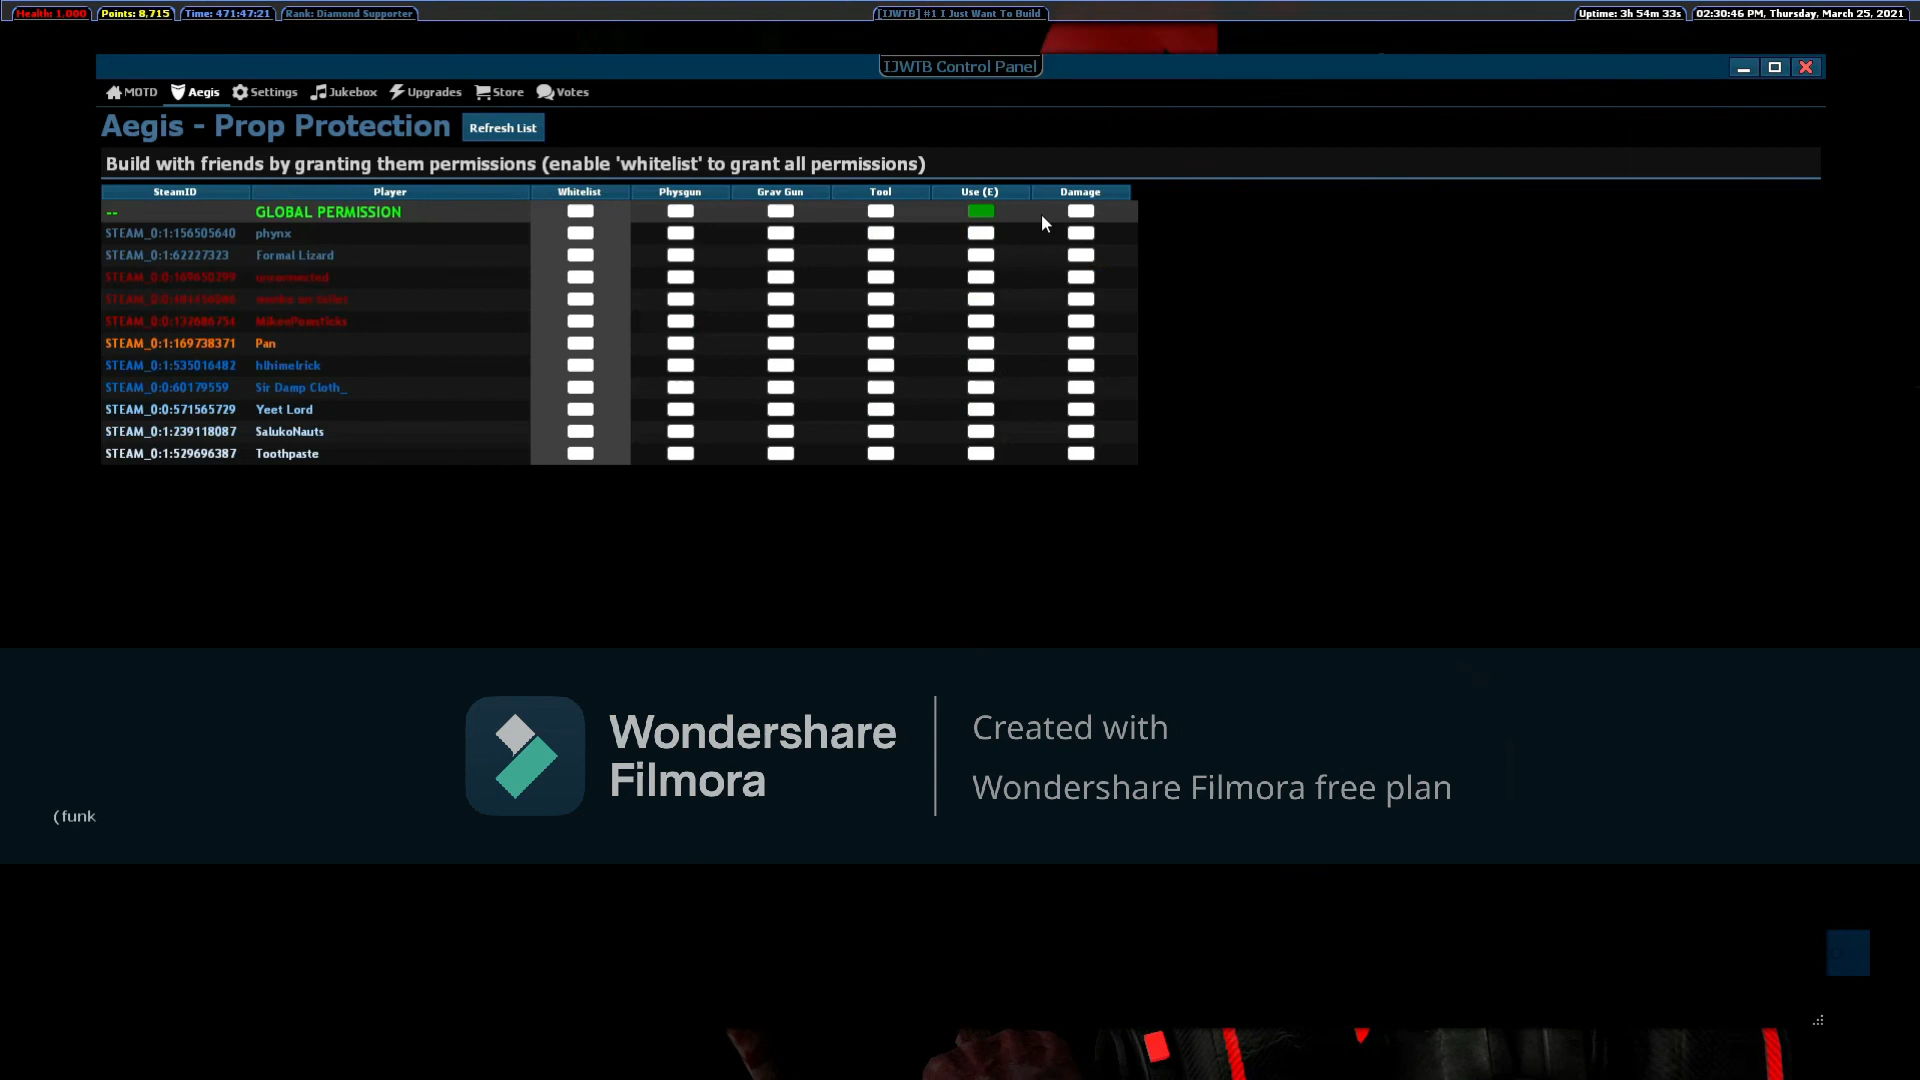 Health: 1,000 Points: 8,715 Time: 471:47:21 Rank: Diamond Supporter [IJWTB] #1 I Just Want To Build Uptime: 3h 54m 33s 02:30:46 PM, Thursday, March 25, 2021
IJWTB Control Panel
MOTD Aegis Settings Jukebox Upgrades Store Votes
Aegis - Prop Protection Refresh List
Build with friends by granting them permissions (enable 'whitelist' to grant all permissions)
SteamID Player Whitelist Physgun Grav Gun Tool Use (E) Damage
-- GLOBAL PERMISSION
STEAM_0:1:156505640 phynx
STEAM_0:1:62227323 Formal Lizard
STEAM_0:0:169650299 unconnected
STEAM_0:0:132686754 MikeePowsticks
STEAM_0:1:169738371 Pan
STEAM_0:1:535016482 hlhimelrick
STEAM_0:0:60179559 Sir Damp Cloth_
STEAM_0:0:571565729 Yeet Lord
STEAM_0:1:239118087 SalukoNauts
STEAM_0:1:529696387 Toothpaste
Wondershare
Filmora
Created with
Wondershare Filmora free plan
(funk